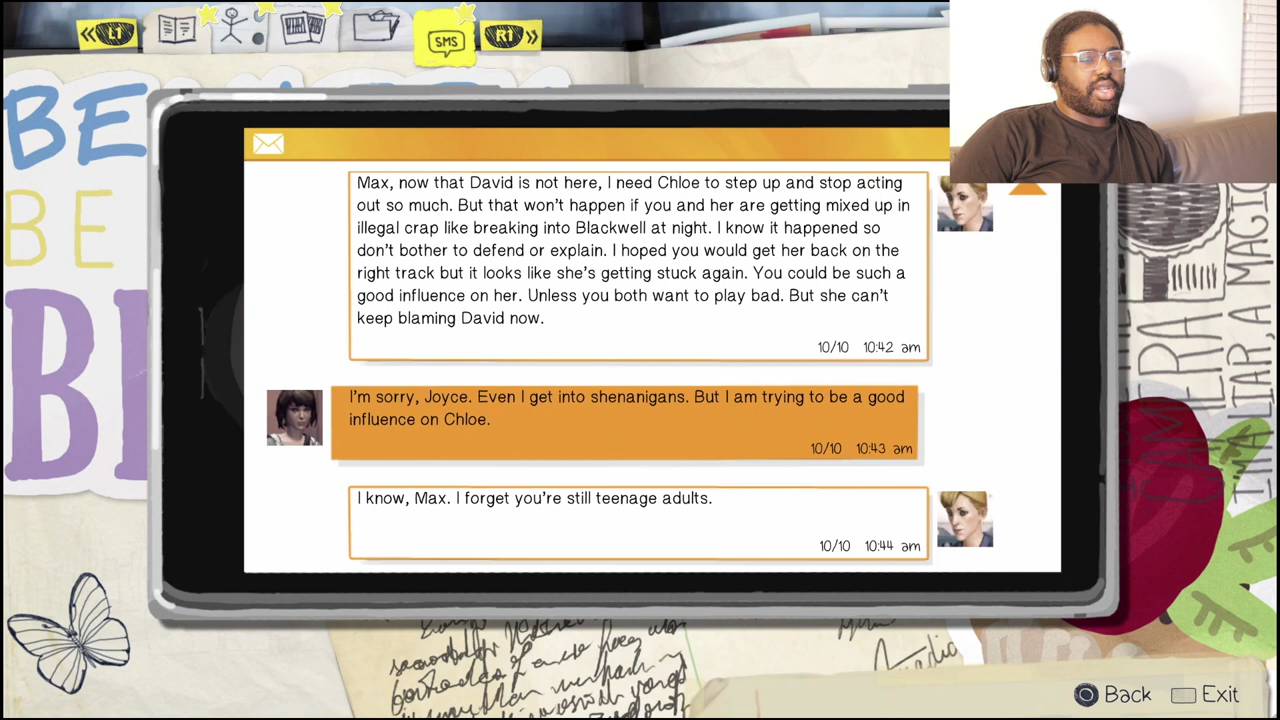 L1
SMS
R1
BE
BE
Max, now that David is not here, I need Chloe to step up and stop acting
out so much. But that won't happen if you and her are getting mixed up in
illegal crap like breaking into Blackwell at night. I know it happened so
don't bother to defend or explain. I hoped you would get her back on the
right track but it looks like she's getting stuck again. You could be such a
good influence on her. Unless you both want to play bad. But she can't
keep blaming David now.
10/10 10:42 am
I'm sorry, Joyce. Even I get into shenanigans. But I am trying to be a good
influence on Chloe.
10/10 10:43 am
I know, Max. I forget you're still teenage adults.
10/10 10:44 am
Back
Exit